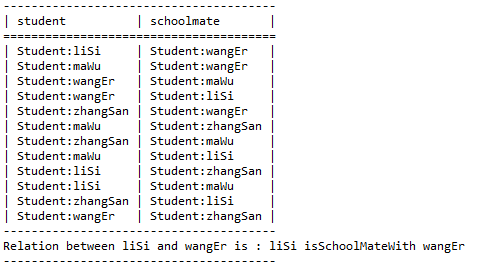 ----------------------------------------
| student          | schoolmate       |
========================================
| Student:liSi     | Student:wangEr   |
| Student:maWu     | Student:wangEr   |
| Student:wangEr   | Student:maWu     |
| Student:wangEr   | Student:liSi     |
| Student:zhangSan | Student:wangEr   |
| Student:maWu     | Student:zhangSan |
| Student:zhangSan | Student:maWu     |
| Student:maWu     | Student:liSi     |
| Student:liSi     | Student:zhangSan |
| Student:liSi     | Student:maWu     |
| Student:zhangSan | Student:liSi     |
| Student:wangEr   | Student:zhangSan |
----------------------------------------
Relation between liSi and wangEr is : liSi isSchoolMateWith wangEr
----------------------------------------